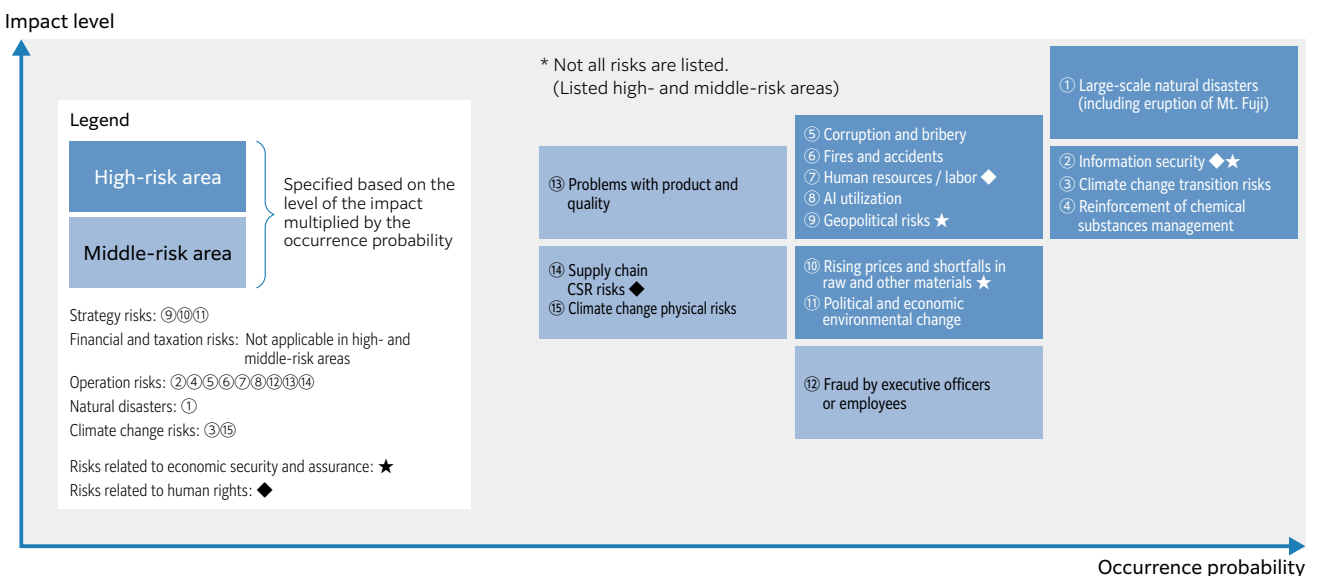 Impact level
* Not all risks are listed.
(Listed high- and middle-risk areas)
Legend
High-risk area
Middle-risk area
Specified based on the
level of the impact
multiplied by the
occurrence probability
Strategy risks: ⑨⑩⑪
Financial and taxation risks: Not applicable in high- and
middle-risk areas
Operation risks: ②④⑤⑥⑦⑧⑫⑬⑭
Natural disasters: ①
Climate change risks: ③⑮
Risks related to economic security and assurance: ★
Risks related to human rights: ◆
⑬ Problems with product and
quality
⑭ Supply chain
CSR risks ◆
⑮ Climate change physical risks
⑤ Corruption and bribery
⑥ Fires and accidents
⑦ Human resources / labor ◆
⑧ AI utilization
⑨ Geopolitical risks ★
⑩ Rising prices and shortfalls in
raw and other materials ★
⑪ Political and economic
environmental change
⑫ Fraud by executive officers
or employees
① Large-scale natural disasters
(including eruption of Mt. Fuji)
② Information security ◆★
③ Climate change transition risks
④ Reinforcement of chemical
substances management
Occurrence probability